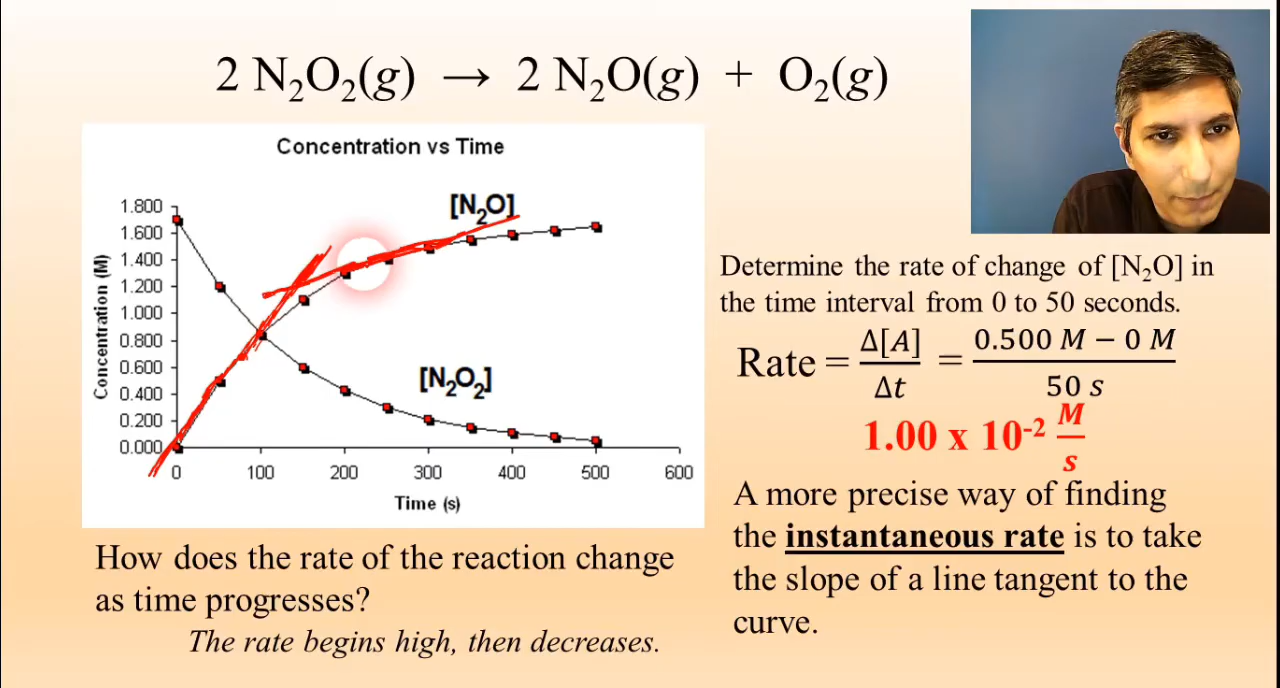 2 N₂O₂(g) → 2 N₂O(g) + O₂(g)
Concentration vs Time
Concentration (M)
1.800
1.600
1.400
1.200
1.000
0.800
0.600
0.400
0.200
0.000
[N₂O]
[N₂O₂]
0 100 200 300 400 500 600
Time (s)
How does the rate of the reaction change
as time progresses?
The rate begins high, then decreases.
Determine the rate of change of [N₂O] in
the time interval from 0 to 50 seconds.
Rate = Δ[A]/Δt = 0.500 M − 0 M/50 s
1.00 x 10⁻² M/s
A more precise way of finding
the instantaneous rate is to take
the slope of a line tangent to the
curve.